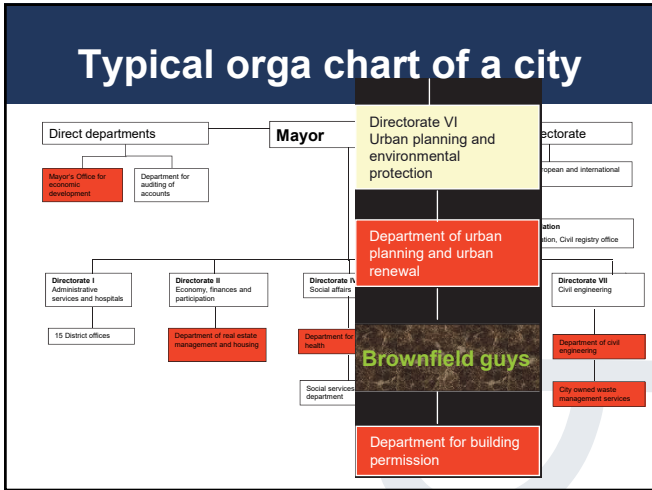 Typical orga chart of a city
Direct departments
Mayor
Mayor's Office for
economic
development
Department for
auditing of
accounts
Directorate VI
Urban planning and
environmental
protection
ectorate
ropean and international
Department of urban
planning and urban
renewal
ration
ation, Civil registry office
Directorate I
Administrative
services and hospitals
15 District offices
Directorate II
Economy, finances and
participation
Department of real estate
management and housing
Directorate IV
Social affairs
Department for
health
Social services
department
Brownfield guys
Department for building
permission
Directorate VII
Civil engineering
Department of civil
engineering
City owned waste
management services